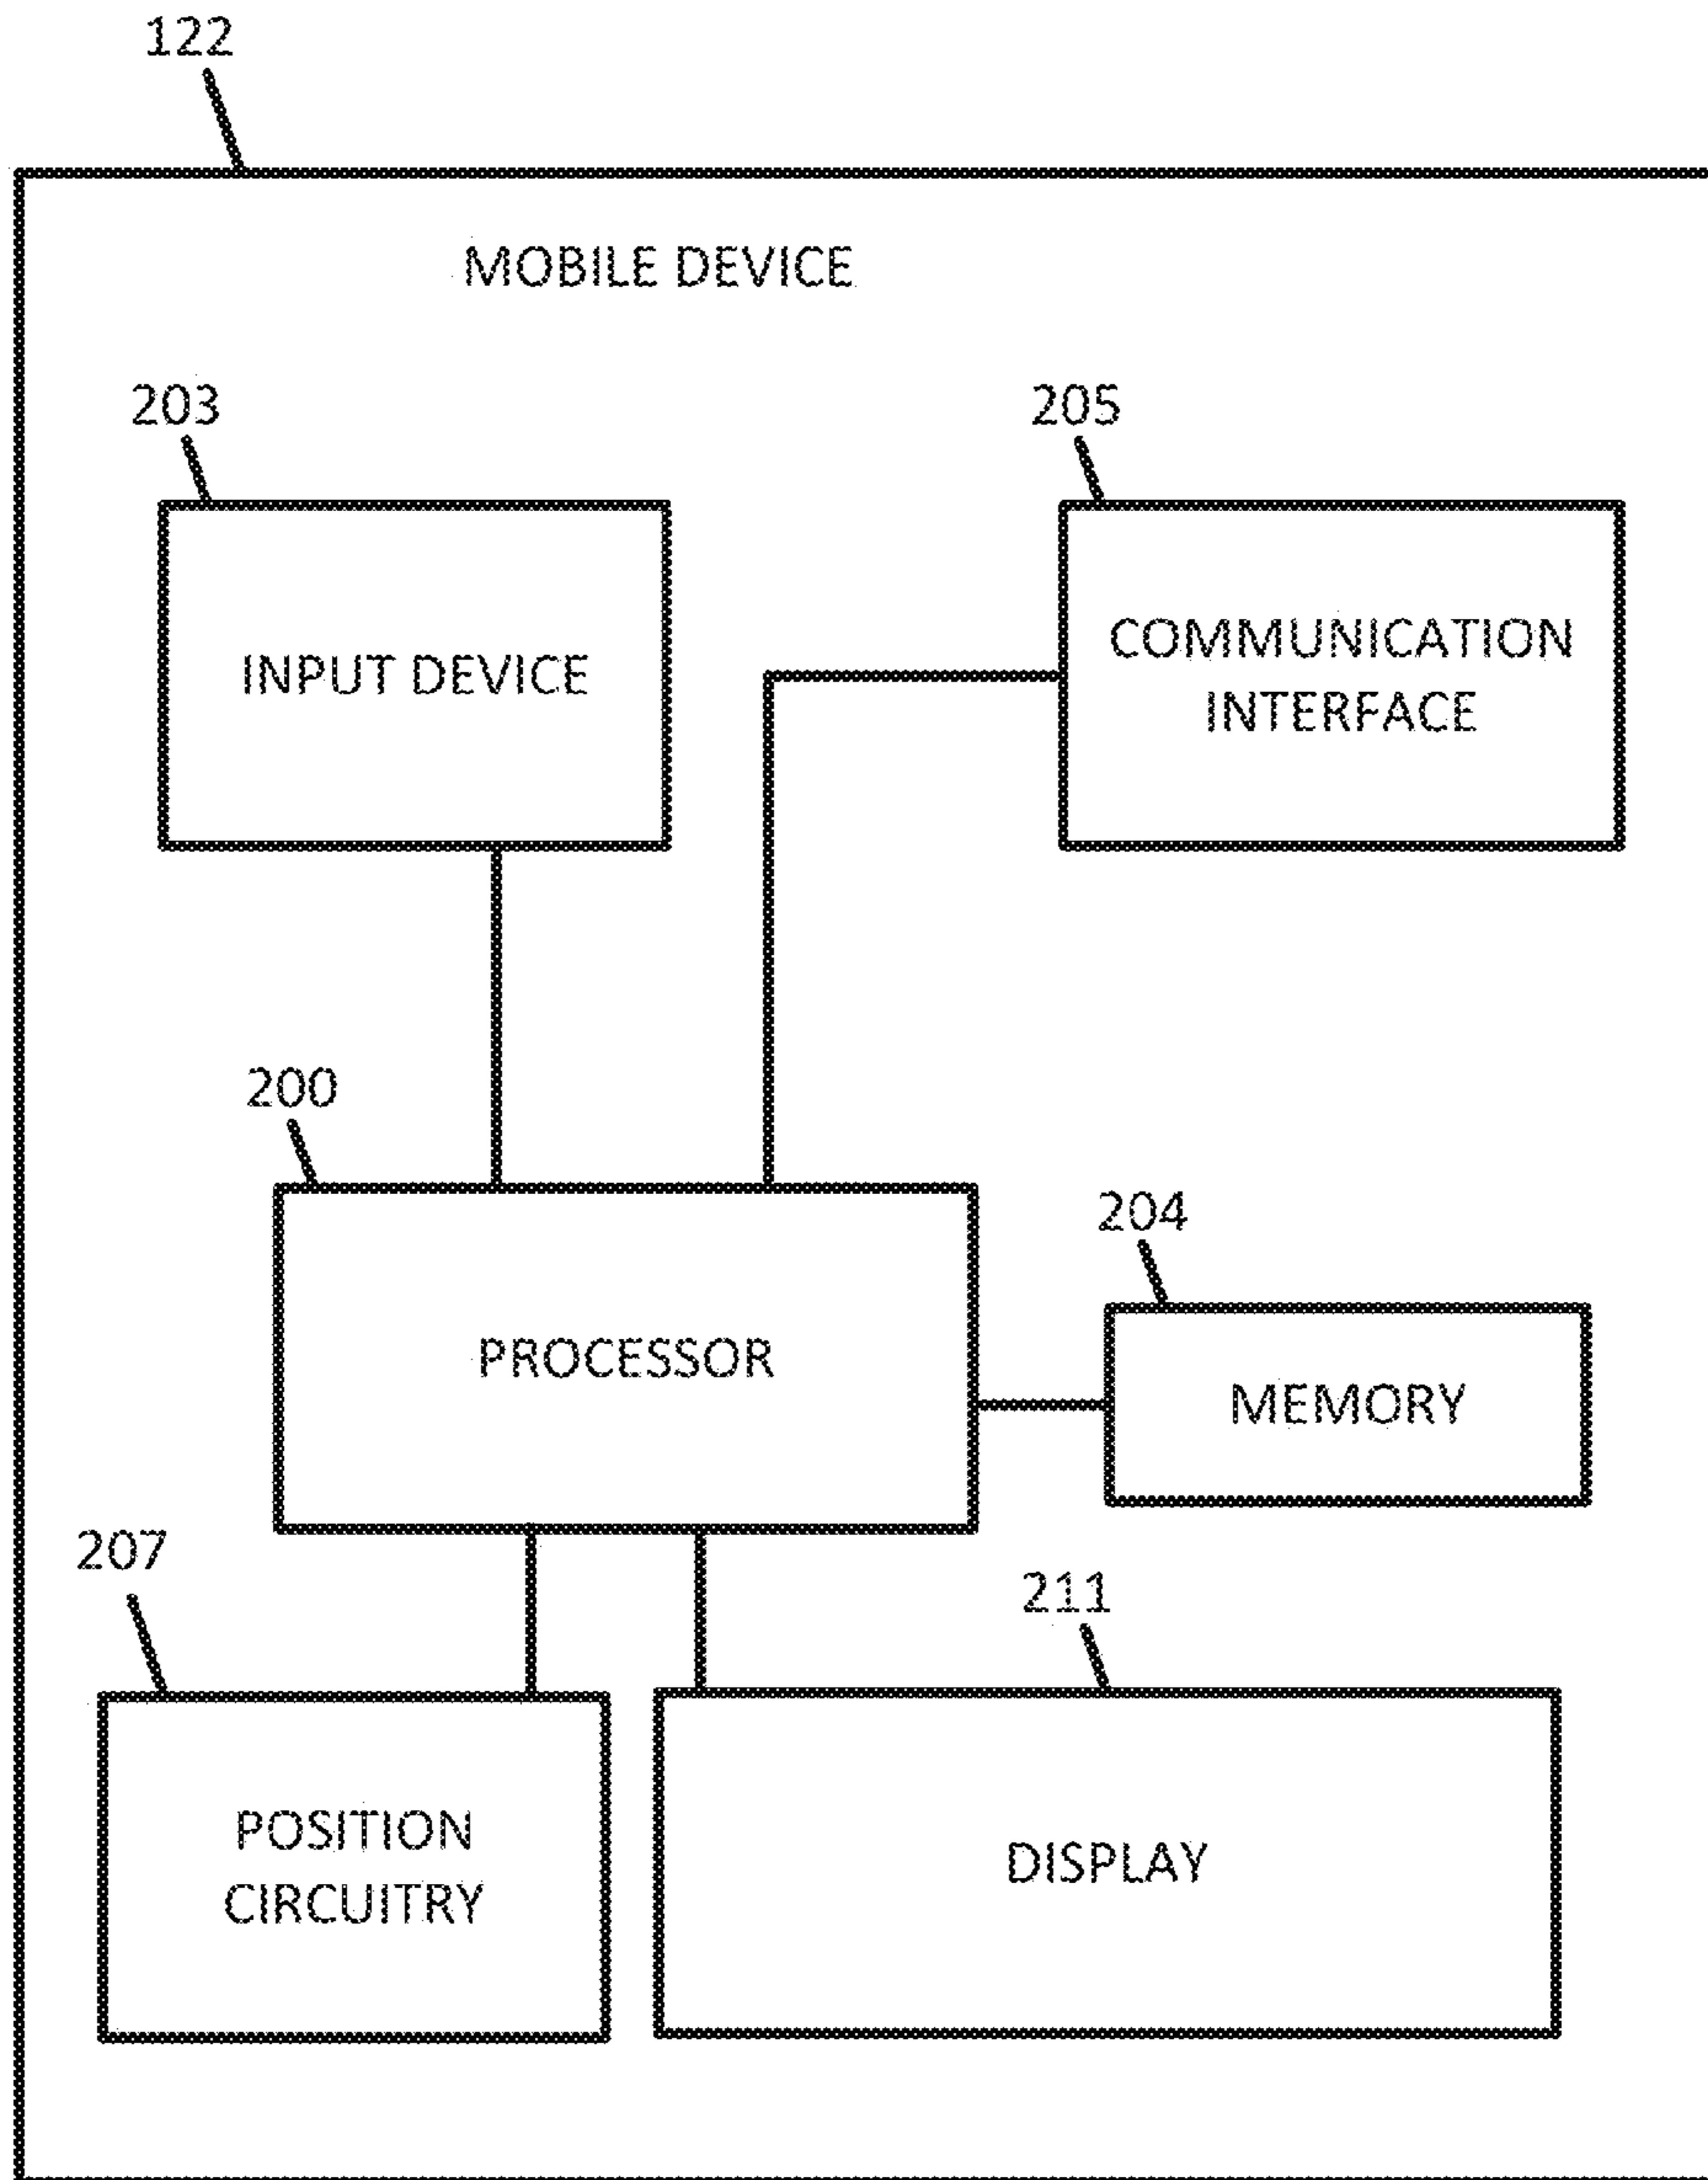 122
MOBILE DEVICE
203
205
INPUT DEVICE
COMMUNICATION
INTERFACE
200
204
PROCESSOR
MEMORY
207
211
POSITION
CIRCUITRY
DISPLAY